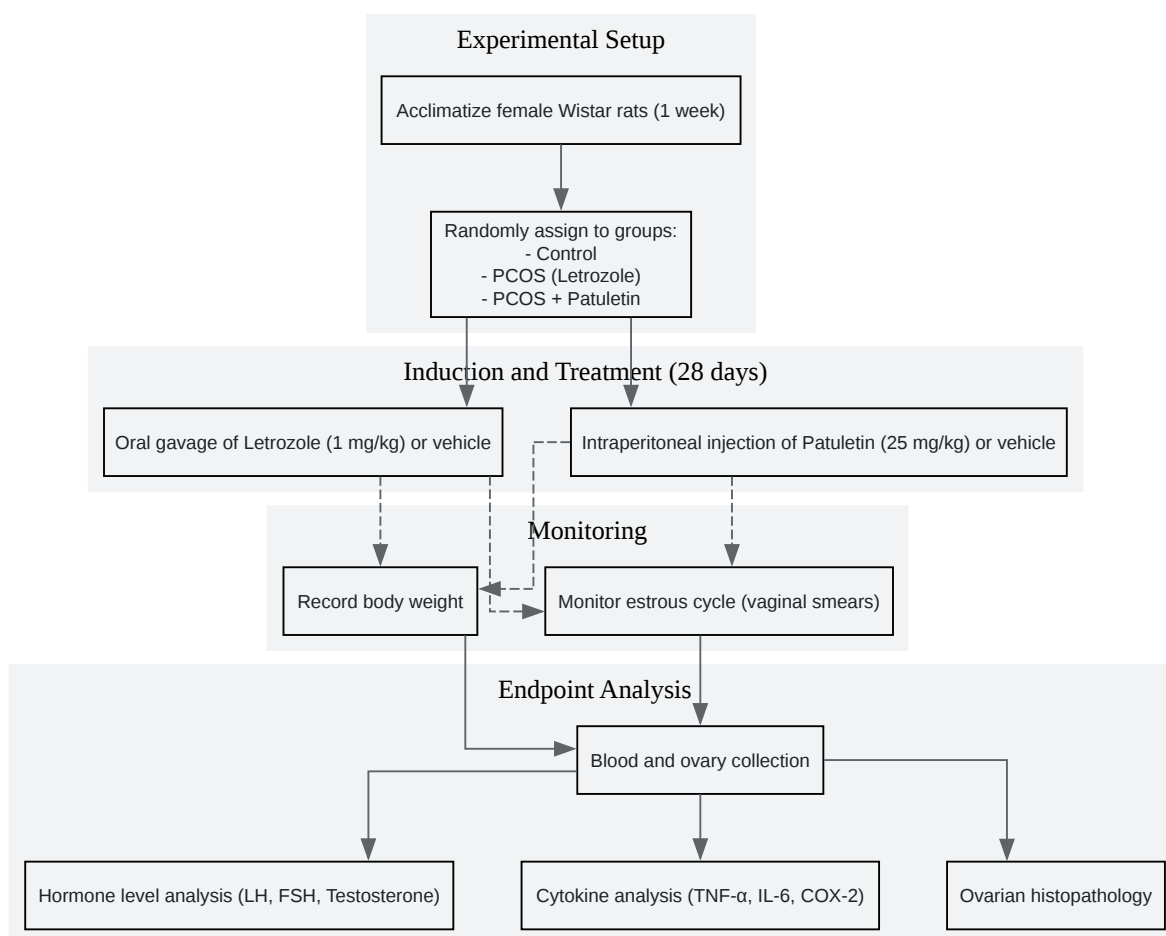 Experimental Setup
Acclimatize female Wistar rats (1 week)
Randomly assign to groups:
- Control
- PCOS (Letrozole)
- PCOS + Patuletin
Induction and Treatment (28 days)
Oral gavage of Letrozole (1 mg/kg) or vehicle
Intraperitoneal injection of Patuletin (25 mg/kg) or vehicle
Monitoring
Record body weight
Monitor estrous cycle (vaginal smears)
Endpoint Analysis
Blood and ovary collection
Hormone level analysis (LH, FSH, Testosterone)
Cytokine analysis (TNF-α, IL-6, COX-2)
Ovarian histopathology